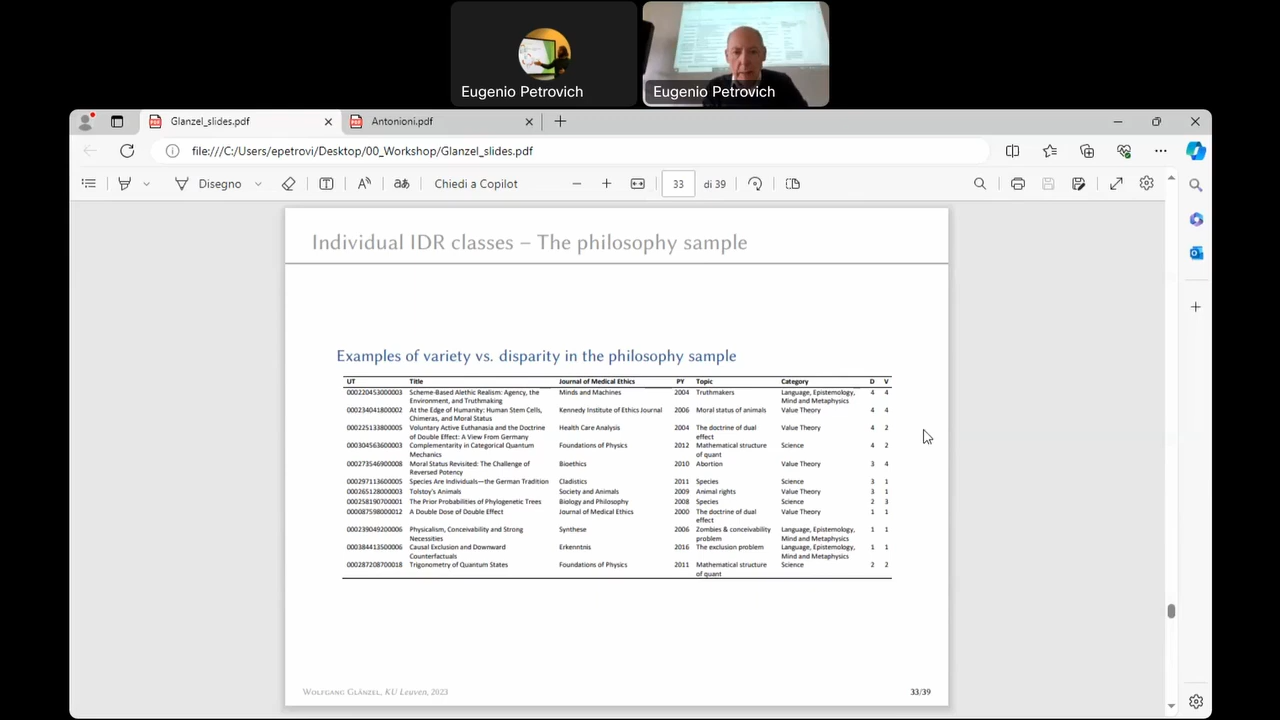 Eugenio Petrovich
Eugenio Petrovich
Glanzel_slides.pdf
Antonioni.pdf
file:///C:/Users/epetrovi/Desktop/00_Workshop/Glanzel_slides.pdf
Disegno
Chiedi a Copilot
33
di 39
Individual IDR classes – The philosophy sample
Examples of variety vs. disparity in the philosophy sample
UT Title Journal of Medical Ethics PY Topic Category D V
000220453000003 Scheme-Based Alethic Realism: Agency, the Minds and Machines 2004 Truthmakers Language, Epistemology, 4 4
Environment, and Truthmaking Mind and Metaphysics
000234041800002 At the Edge of Humanity: Human Stem Cells, Kennedy Institute of Ethics Journal 2006 Moral status of animals Value Theory 4 4
Chimeras, and Moral Status
000225133800005 Voluntary Active Euthanasia and the Doctrine Health Care Analysis 2004 The doctrine of dual Value Theory 4 2
of Double Effect: A View From Germany effect
000304563600003 Complementarity in Categorical Quantum Foundations of Physics 2012 Mathematical structure Science 4 2
Mechanics of quant
000273546900008 Moral Status Revisited: The Challenge of Bioethics 2010 Abortion Value Theory 3 4
Reversed Potency
000297113600005 Species Are Individuals—the German Tradition Cladistics 2011 Species Science 3 1
000265128000003 Tolstoy's Animals Society and Animals 2009 Animal rights Value Theory 3 1
000258190700001 The Prior Probabilities of Phylogenetic Trees Biology and Philosophy 2008 Species Science 2 3
000087598000012 A Double Dose of Double Effect Journal of Medical Ethics 2000 The doctrine of dual Value Theory 1 1
effect
000239049200006 Physicalism, Conceivability and Strong Synthese 2006 Zombies & conceivability Language, Epistemology, 1 1
Necessities problem Mind and Metaphysics
000384413500006 Causal Exclusion and Downward Erkenntnis 2016 The exclusion problem Language, Epistemology, 1 1
Counterfactuals Mind and Metaphysics
000287208700018 Trigonometry of Quantum States Foundations of Physics 2011 Mathematical structure Science 2 2
of quant
Wolfgang Glänzel, KU Leuven, 2023
33/39